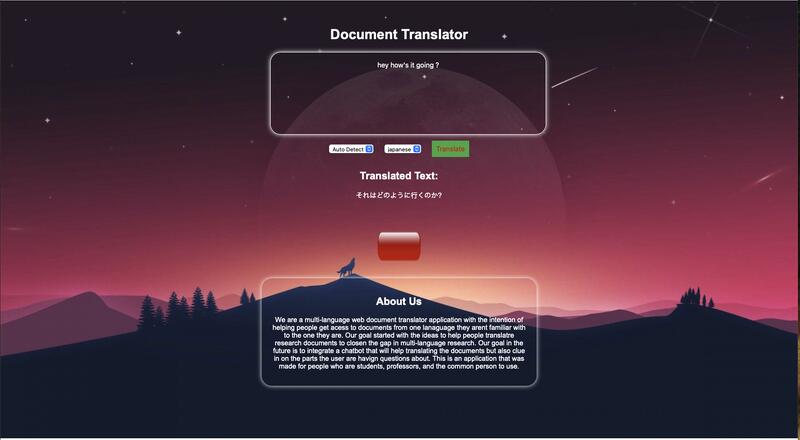 Document Translator
hey how's it going ?
Auto Detect
japanese
Translate
Translated Text:
それはどのように行くのか?
About Us
We are a multi-language web document translator application with the intention of
helping people get acess to documents from one lanaguage they arent familiar with
to the one they are. Our goal started with the ideas to help people translatre
research documents to closen the gap in multi-language research. Our goal in the
future is to integrate a chatbot that will help translating the documents but also clue
in on the parts the user are havign questions about. This is an application that was
made for people who are students, professors, and the common person to use.